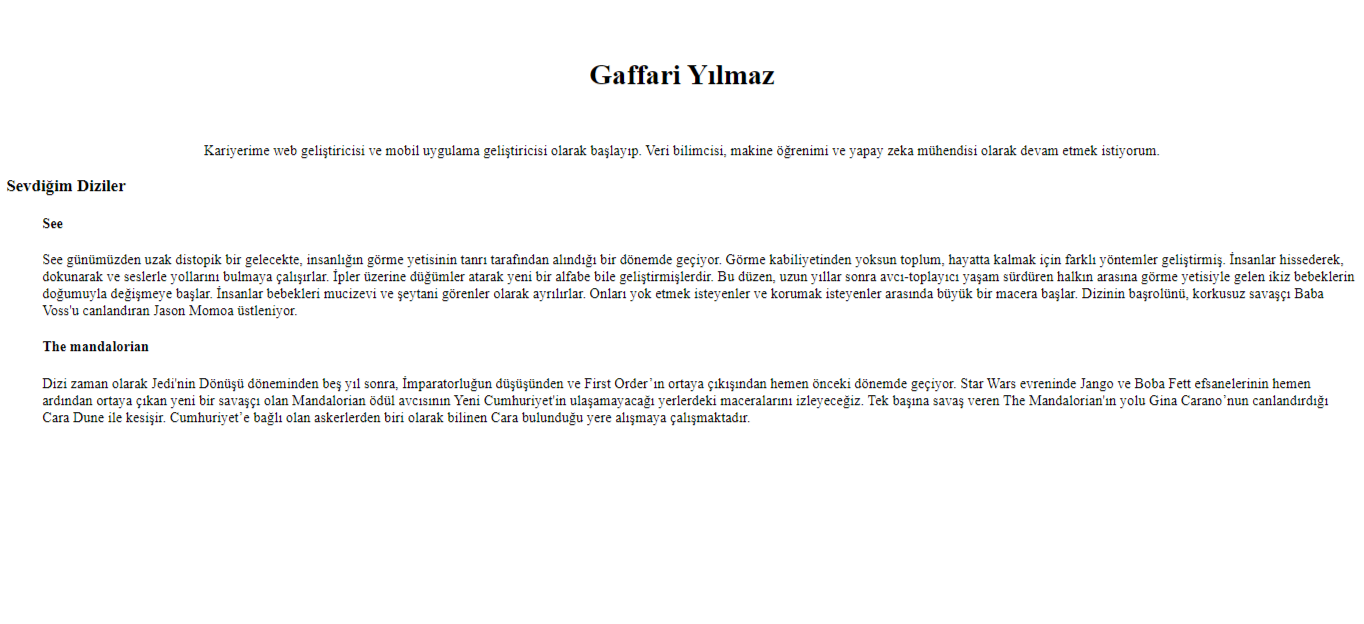 Gaffari Yılmaz
Kariyerime web geliştiricisi ve mobil uygulama geliştiricisi olarak başlayıp. Veri bilimcisi, makine öğrenimi ve yapay zeka mühendisi olarak devam etmek istiyorum.
Sevdiğim Diziler
See
See günümüzden uzak distopik bir gelecekte, insanlığın görme yetisinin tanrı tarafından alındığı bir dönemde geçiyor. Görme kabiliyetinden yoksun toplum, hayatta kalmak için farklı yöntemler geliştirmiş. İnsanlar hissederek,
dokunarak ve seslerle yollarını bulmaya çalışırlar. İpler üzerine düğümler atarak yeni bir alfabe bile geliştirmişlerdir. Bu düzen, uzun yıllar sonra avcı-toplayıcı yaşam sürdüren halkın arasına görme yetisiyle gelen ikiz bebeklerin
doğumuyla değişmeye başlar. İnsanlar bebekleri mucizevi ve şeytani görenler olarak ayrılırlar. Onları yok etmek isteyenler ve korumak isteyenler arasında büyük bir macera başlar. Dizinin başrolünü, korkusuz savaşçı Baba
Voss'u canlandıran Jason Momoa üstleniyor.
The mandalorian
Dizi zaman olarak Jedi'nin Dönüşü döneminden beş yıl sonra, İmparatorluğun düşüşünden ve First Order’ın ortaya çıkışından hemen önceki dönemde geçiyor. Star Wars evreninde Jango ve Boba Fett efsanelerinin hemen
ardından ortaya çıkan yeni bir savaşçı olan Mandalorian ödül avcısının Yeni Cumhuriyet'in ulaşamayacağı yerlerdeki maceralarını izleyeceğiz. Tek başına savaş veren The Mandalorian'ın yolu Gina Carano’nun canlandırdığı
Cara Dune ile kesişir. Cumhuriyet’e bağlı olan askerlerden biri olarak bilinen Cara bulunduğu yere alışmaya çalışmaktadır.